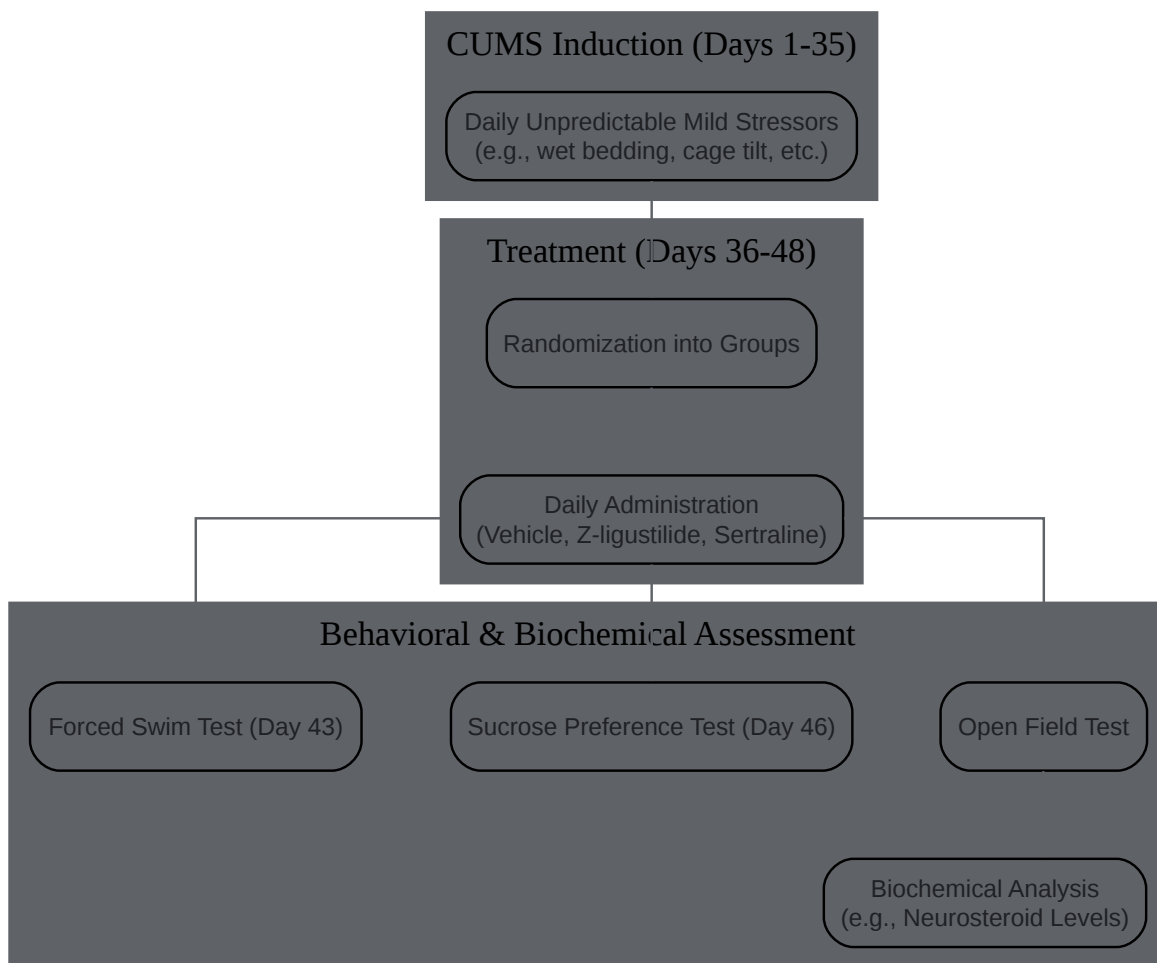 CUMS Induction (Days 1-35)
Daily Unpredictable Mild Stressors
(e.g., wet bedding, cage tilt, etc.)
Treatment (Days 36-48)
Randomization into Groups
Daily Administration
(Vehicle, Z-ligustilide, Sertraline)
Behavioral & Biochemical Assessment
Forced Swim Test (Day 43)
Sucrose Preference Test (Day 46)
Open Field Test
Biochemical Analysis
(e.g., Neurosteroid Levels)